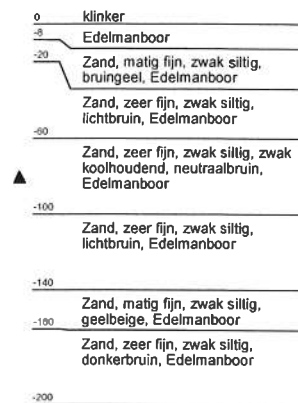 0 klinker
-8 Edelmanboor
-20 Zand, matig fijn, zwak siltig,
bruingeel, Edelmanboor
Zand, zeer fijn, zwak siltig,
lichtbruin, Edelmanboor
-60
Zand, zeer fijn, zwak siltig, zwak
koolhoudend, neutraalbruin,
Edelmanboor
-100
Zand, zeer fijn, zwak siltig,
lichtbruin, Edelmanboor
-140
Zand, matig fijn, zwak siltig,
geelbeige, Edelmanboor
-160
Zand, zeer fijn, zwak siltig,
donkerbruin, Edelmanboor
-200